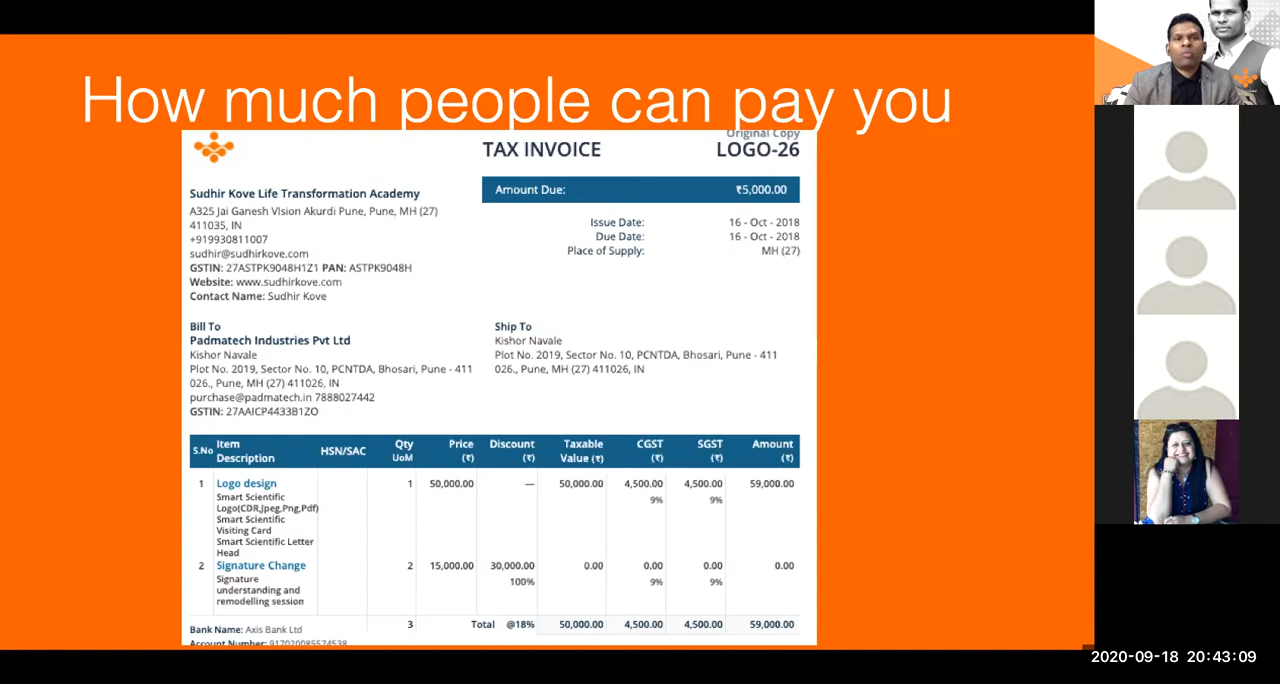 How much people can pay you
Original Copy
TAX INVOICE LOGO-26
Amount Due: ₹5,000.00
Sudhir Kove Life Transformation Academy
A325 Jai Ganesh VIsion Akurdi Pune, Pune, MH (27)
411035, IN
+919930811007
sudhir@sudhirkove.com
GSTIN: 27ASTPK9048H1Z1 PAN: ASTPK9048H
Website: www.sudhirkove.com
Contact Name: Sudhir Kove
Issue Date: 16 - Oct - 2018
Due Date: 16 - Oct - 2018
Place of Supply: MH (27)
Bill To
Padmatech Industries Pvt Ltd
Kishor Navale
Plot No. 2019, Sector No. 10, PCNTDA, Bhosari, Pune - 411
026., Pune, MH (27) 411026, IN
purchase@padmatech.in 7888027442
GSTIN: 27AAICP4433B1ZO
Ship To
Kishor Navale
Plot No. 2019, Sector No. 10, PCNTDA, Bhosari, Pune - 411
026., Pune, MH (27) 411026, IN
S.No Item Description HSN/SAC Qty UoM Price (₹) Discount (₹) Taxable Value (₹) CGST (₹) SGST (₹) Amount (₹)
1 Logo design 1 50,000.00 — 50,000.00 4,500.00 4,500.00 59,000.00
Smart Scientific 9% 9%
Logo(CDR,Jpeg,Png,Pdf)
Smart Scientific
Visiting Card
Smart Scientific Letter
Head
2 Signature Change 2 15,000.00 30,000.00 0.00 0.00 0.00 0.00
Signature 100% 9% 9%
understanding and
remodelling session
3 Total @18% 50,000.00 4,500.00 4,500.00 59,000.00
Bank Name: Axis Bank Ltd
Account Number: 917020085574538
2020-09-18 20:43:09